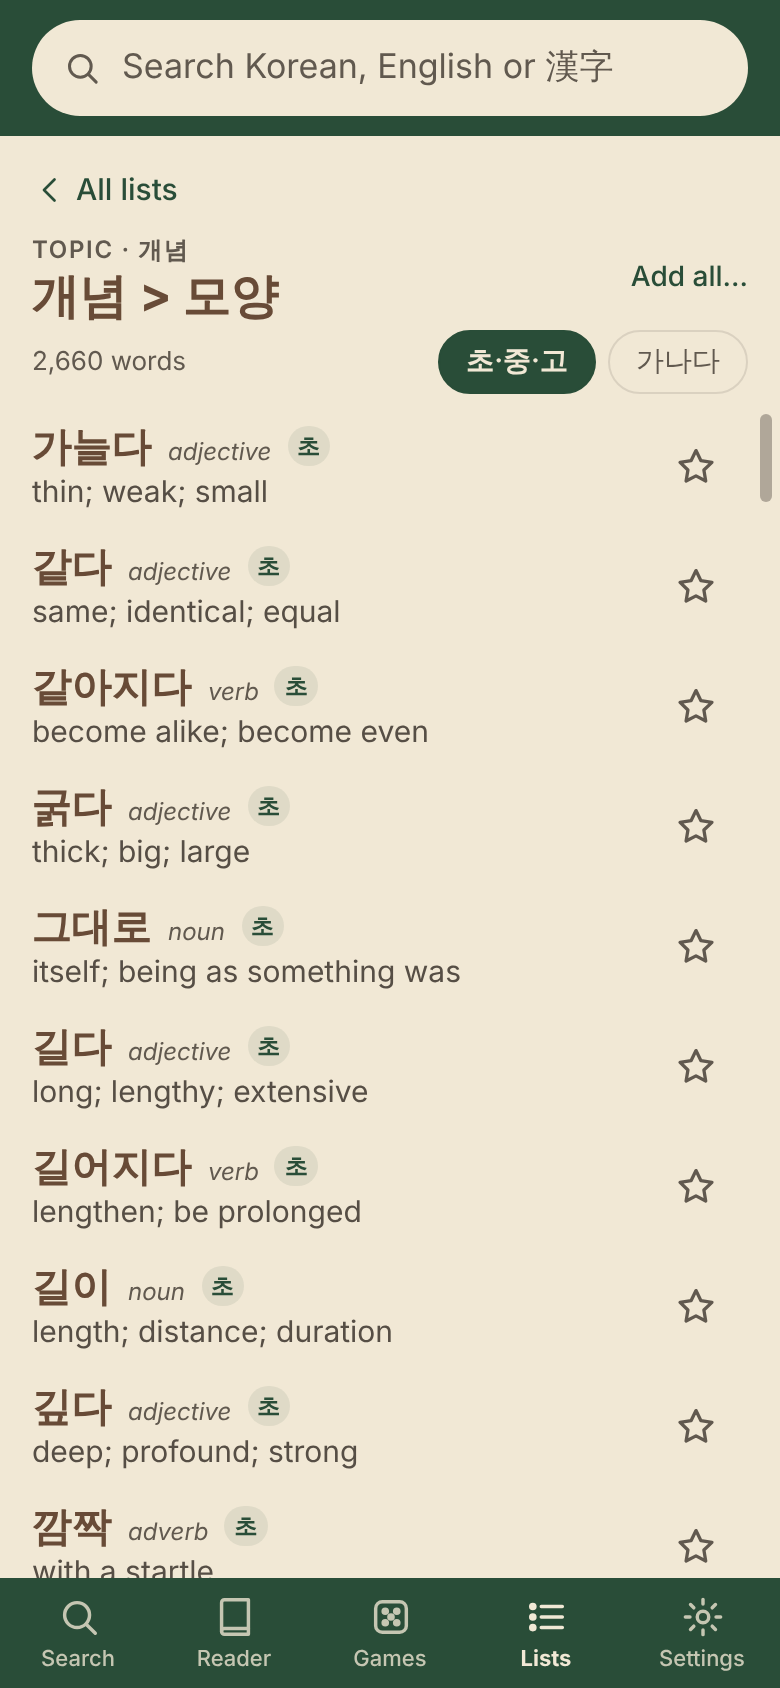 Search Korean, English or 漢字
All lists
TOPIC · 개념
개념 > 모양
Add all...
2,660 words
초·중·고
가나다
가늘다 adjective 초
thin; weak; small
같다 adjective 초
same; identical; equal
같아지다 verb 초
become alike; become even
굵다 adjective 초
thick; big; large
그대로 noun 초
itself; being as something was
길다 adjective 초
long; lengthy; extensive
길어지다 verb 초
lengthen; be prolonged
길이 noun 초
length; distance; duration
깊다 adjective 초
deep; profound; strong
깜짝 adverb 초
with a startle
Search
Reader
Games
Lists
Settings